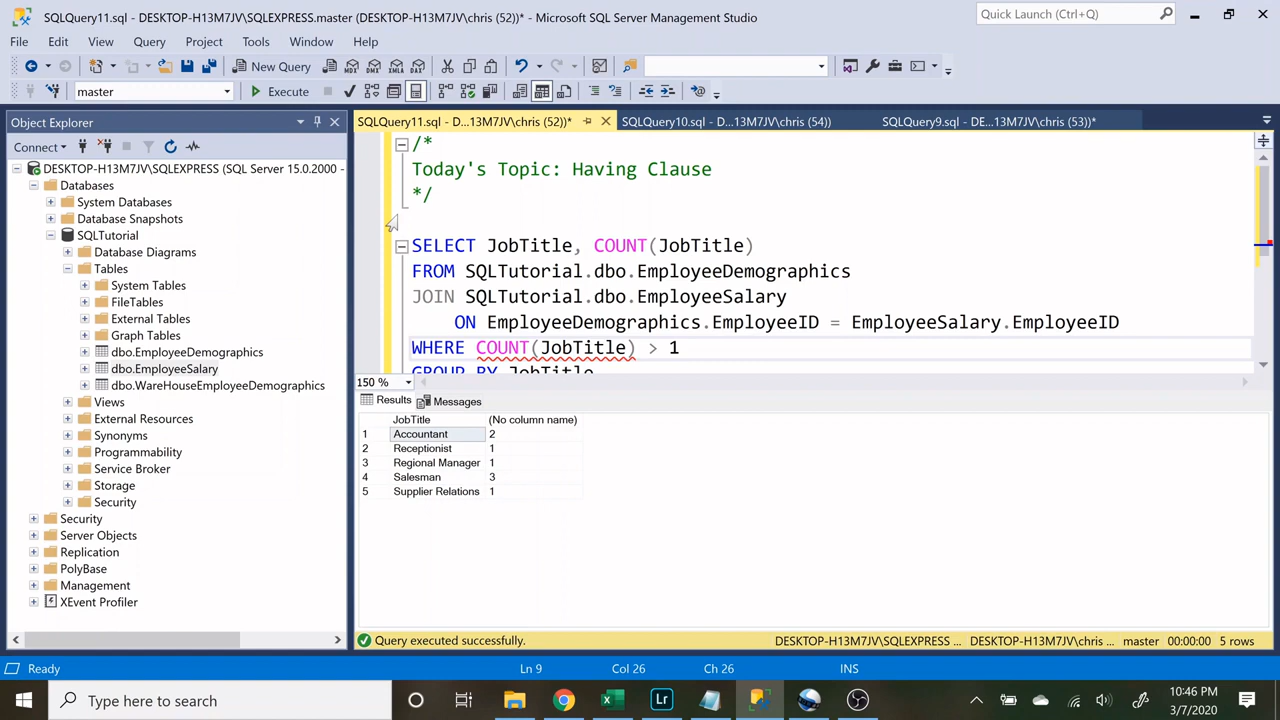 SQLQuery11.sql - DESKTOP-H13M7JV\SQLEXPRESS.master (DESKTOP-H13M7JV\chris (52))* - Microsoft SQL Server Management Studio
Quick Launch (Ctrl+Q)
File Edit View Query Project Tools Window Help
New Query
MDX DMX XMLA DAX
master
Execute
Object Explorer
SQLQuery11.sql - D...13M7JV\chris (52))*
SQLQuery10.sql - D...13M7JV\chris (54))
SQLQuery9.sql - D...13M7JV\chris (53))*
Connect
DESKTOP-H13M7JV\SQLEXPRESS (SQL Server 15.0.2000 -
Databases
System Databases
Database Snapshots
SQLTutorial
Database Diagrams
Tables
System Tables
FileTables
External Tables
Graph Tables
dbo.EmployeeDemographics
dbo.EmployeeSalary
dbo.WareHouseEmployeeDemographics
Views
External Resources
Synonyms
Programmability
Service Broker
Storage
Security
Security
Server Objects
Replication
PolyBase
Management
XEvent Profiler
/*
Today's Topic: Having Clause
*/
SELECT JobTitle, COUNT(JobTitle)
FROM SQLTutorial.dbo.EmployeeDemographics
JOIN SQLTutorial.dbo.EmployeeSalary
ON EmployeeDemographics.EmployeeID = EmployeeSalary.EmployeeID
WHERE COUNT(JobTitle) > 1
GROUP BY JobTitle
150 %
Results Messages
JobTitle (No column name)
1 Accountant 2
2 Receptionist 1
3 Regional Manager 1
4 Salesman 3
5 Supplier Relations 1
Query executed successfully.
DESKTOP-H13M7JV\SQLEXPRESS ... DESKTOP-H13M7JV\chris ... master 00:00:00 5 rows
Ready Ln 9 Col 26 Ch 26 INS
Type here to search
Lr
10:46 PM
3/7/2020